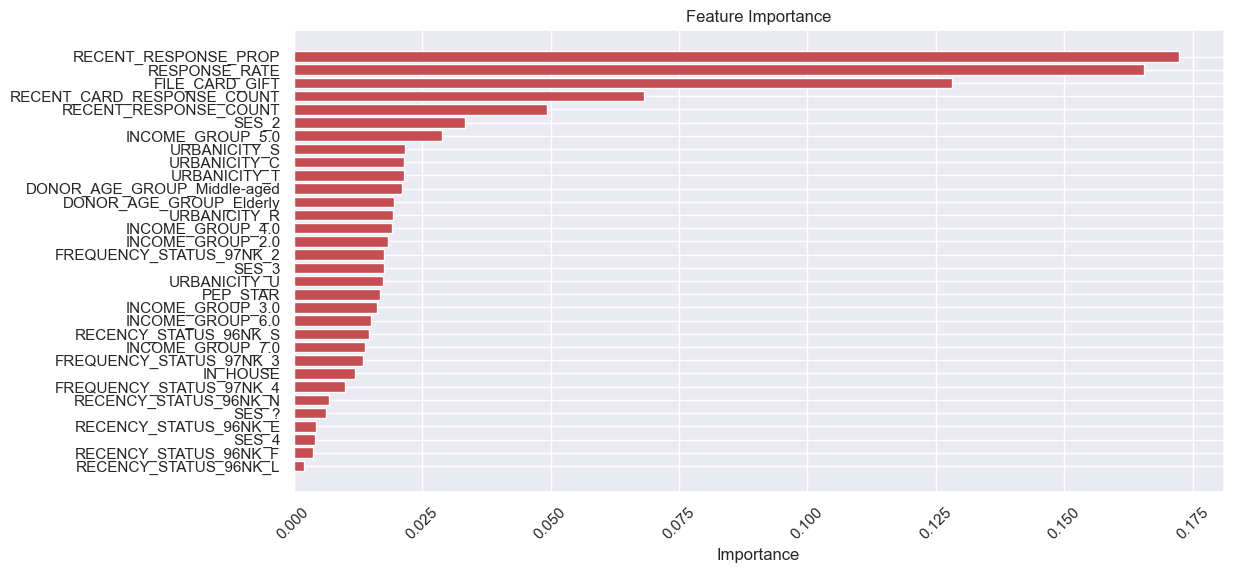 Feature Importance
RECENT_RESPONSE_PROP
RESPONSE_RATE
FILE_CARD_GIFT
RECENT_CARD_RESPONSE_COUNT
RECENT_RESPONSE_COUNT
SES_2
INCOME_GROUP_5.0
URBANICITY_S
URBANICITY_C
URBANICITY_T
DONOR_AGE_GROUP_Middle-aged
DONOR_AGE_GROUP_Elderly
URBANICITY_R
INCOME_GROUP_4.0
INCOME_GROUP_2.0
FREQUENCY_STATUS_97NK_2
SES_3
URBANICITY_U
PEP_STAR
INCOME_GROUP_3.0
INCOME_GROUP_6.0
RECENCY_STATUS_96NK_S
INCOME_GROUP_7.0
FREQUENCY_STATUS_97NK_3
IN_HOUSE
FREQUENCY_STATUS_97NK_4
RECENCY_STATUS_96NK_N
SES_?
RECENCY_STATUS_96NK_E
SES_4
RECENCY_STATUS_96NK_F
RECENCY_STATUS_96NK_L
0.000 0.025 0.050 0.075 0.100 0.125 0.150 0.175
Importance